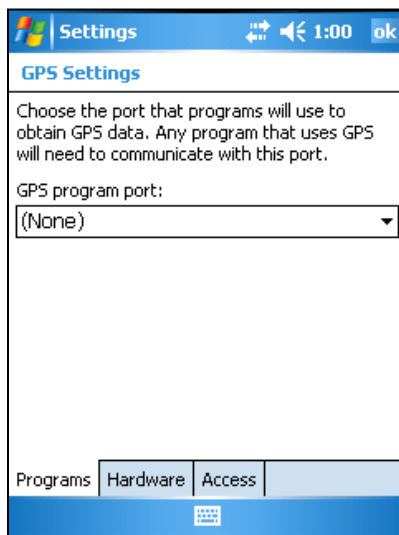 Settings 1:00 ok
GPS Settings
Choose the port that programs will use to
obtain GPS data. Any program that uses GPS
will need to communicate with this port.
GPS program port:
(None)
Programs Hardware Access